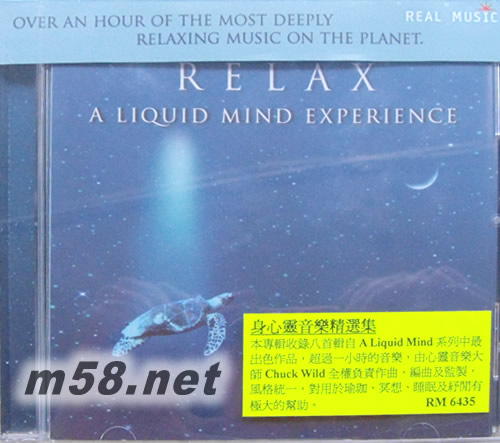 OVER AN HOUR OF THE MOST DEEPLY
RELAXING MUSIC ON THE PLANET.
REAL MUSIC
RELAX
A LIQUID MIND EXPERIENCE
m58.net
身心靈音樂精選集
本專輯收錄八首輯自 A Liquid Mind 系列中最
出色作品，超過一小時的音樂，由心靈音樂大
師 Chuck Wild 全權負責作曲，編曲及監製，
風格統一，對用於瑜珈、冥想、睡眠及紓閒有
極大的幫助。
RM 6435